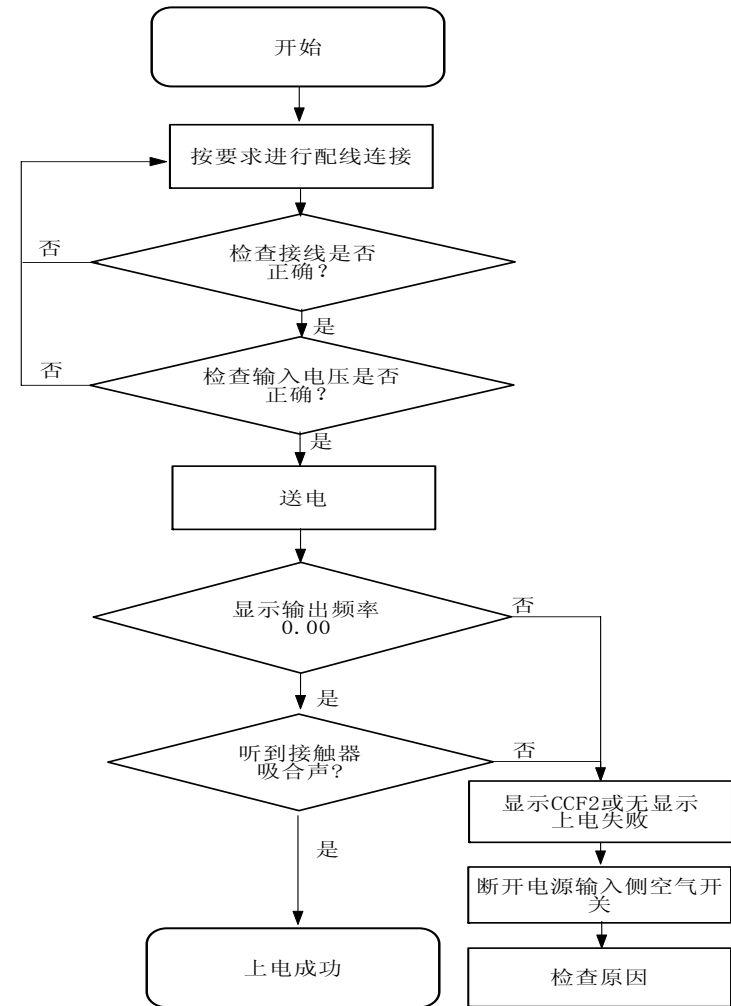 开始
按要求进行配线连接
检查接线是否
正确？
否
是
检查输入电压是否
正确？
否
是
送电
显示输出频率
0.00
否
是
听到接触器
吸合声?
否
是
显示CCF2或无显示
上电失败
断开电源输入侧空气开
关
上电成功
检查原因